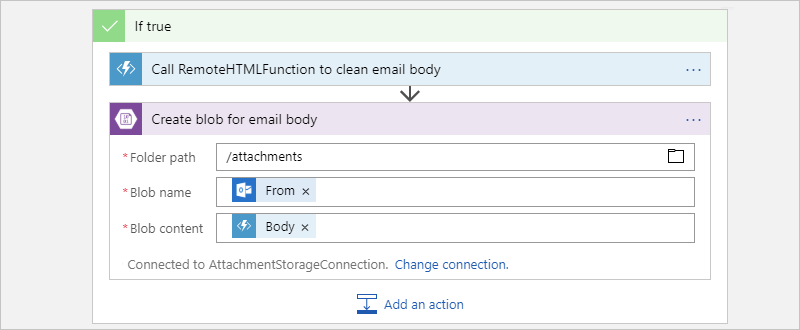 If true
Call RemoteHTMLFunction to clean email body ...
Create blob for email body ...
* Folder path /attachments
* Blob name From ×
* Blob content Body ×
Connected to AttachmentStorageConnection. Change connection.
Add an action